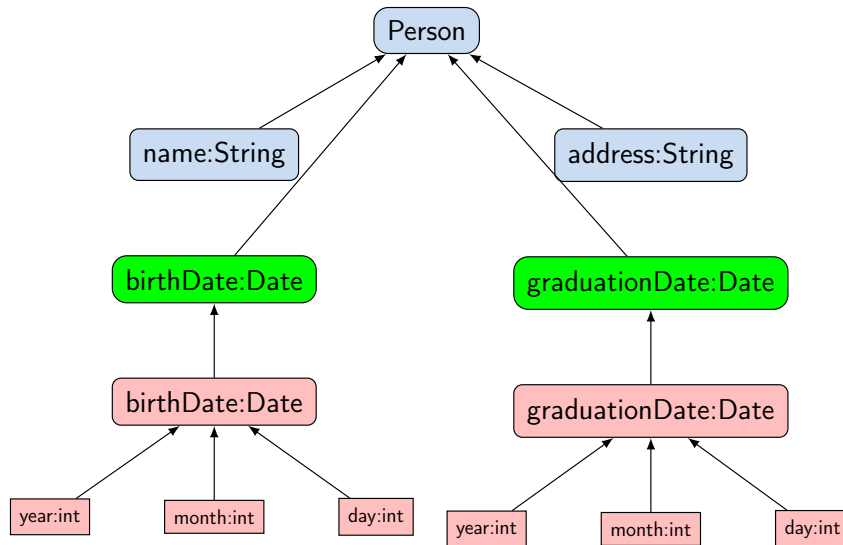 Person
name:String
address:String
birthDate:Date
graduationDate:Date
birthDate:Date
graduationDate:Date
year:int
month:int
day:int
year:int
month:int
day:int